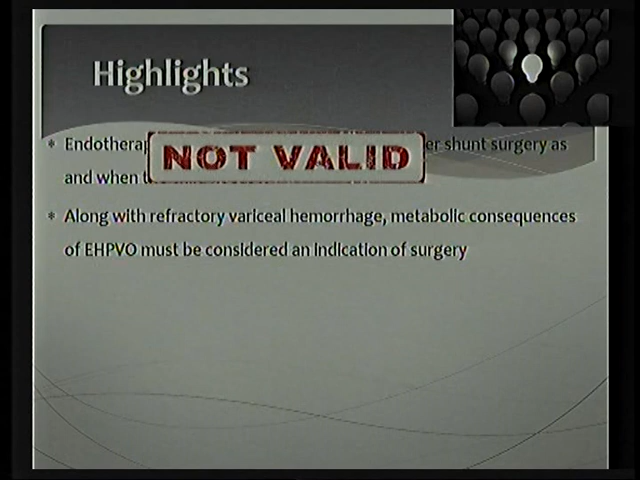 Highlights
* Endotherap NOT VALID er shunt surgery as
and when t
* Along with refractory variceal hemorrhage, metabolic consequences
of EHPVO must be considered an indication of surgery